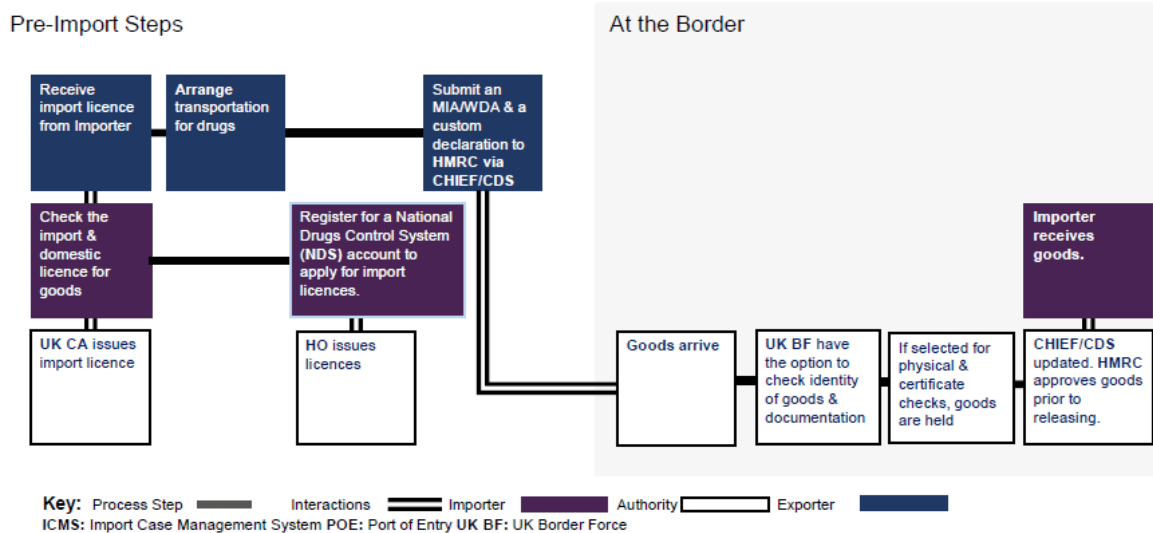 Pre-Import Steps
At the Border
Receive
import licence
from Importer
Arrange
transportation
for drugs
Submit an
MIA/WDA & a
custom
declaration to
HMRC via
CHIEF/CDS
Check the
import &
domestic
licence for
goods
Register for a National
Drugs Control System
(NDS) account to
apply for import
licences.
Importer
receives
goods.
UK CA issues
import licence
HO issues
licences
Goods arrive
UK BF have
the option to
check identity
of goods &
documentation
If selected for
physical &
certificate
checks, goods
are held
CHIEF/CDS
updated. HMRC
approves goods
prior to
releasing.
Key: Process Step Interactions Importer Authority Exporter
ICMS: Import Case Management System POE: Port of Entry UK BF: UK Border Force